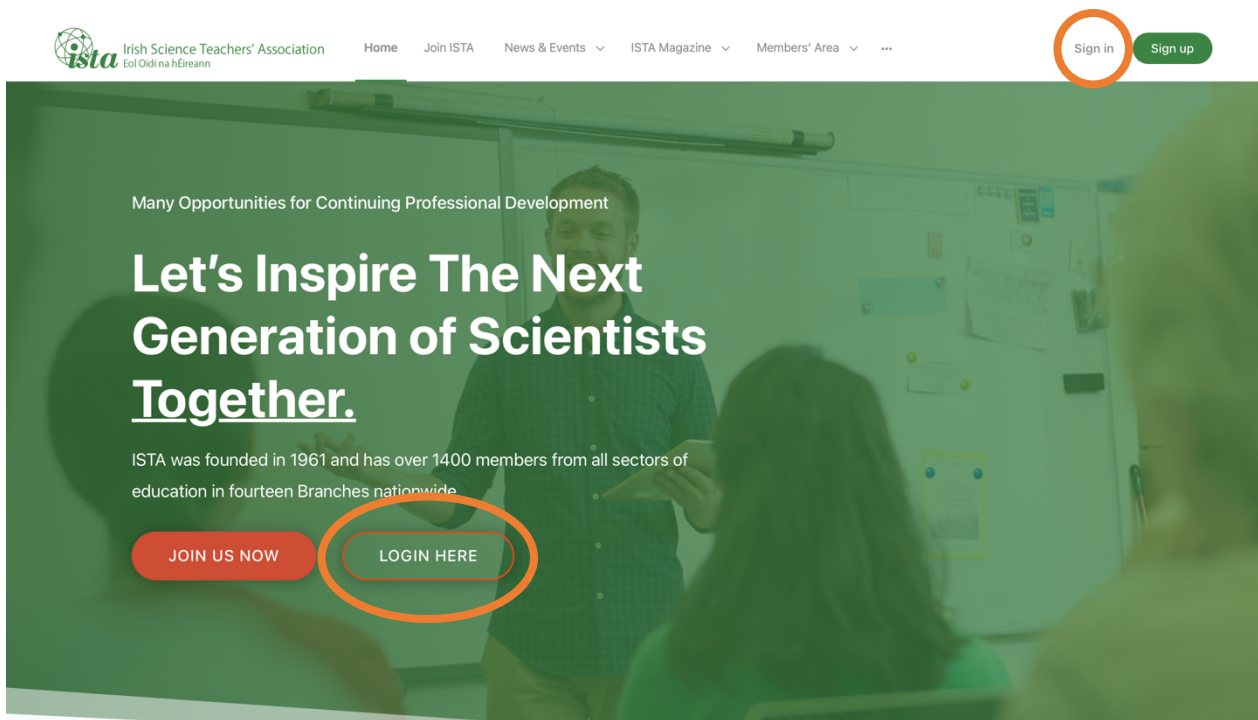 ista
Irish Science Teachers' Association
Eol Oidí na hÉireann
Home
Join ISTA
News & Events
ISTA Magazine
Members' Area
...
Sign in
Sign up
Many Opportunities for Continuing Professional Development
Let's Inspire The Next
Generation of Scientists
Together.
ISTA was founded in 1961 and has over 1400 members from all sectors of
education in fourteen Branches nationwide
JOIN US NOW
LOGIN HERE